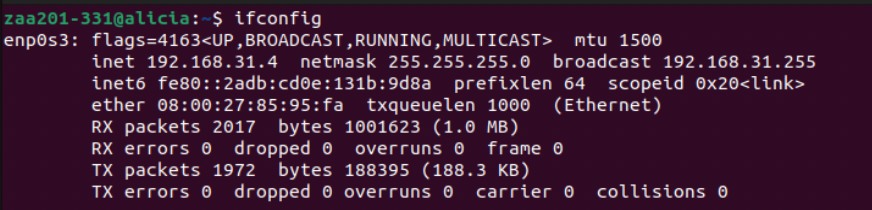 zaa201-331@alicia:~$ ifconfig
enp0s3: flags=4163<UP,BROADCAST,RUNNING,MULTICAST>  mtu 1500
        inet 192.168.31.4  netmask 255.255.255.0  broadcast 192.168.31.255
        inet6 fe80::2adb:cd0e:131b:9d8a  prefixlen 64  scopeid 0x20<link>
        ether 08:00:27:85:95:fa  txqueuelen 1000  (Ethernet)
        RX packets 2017  bytes 1001623 (1.0 MB)
        RX errors 0  dropped 0  overruns 0  frame 0
        TX packets 1972  bytes 188395 (188.3 KB)
        TX errors 0  dropped 0 overruns 0  carrier 0  collisions 0